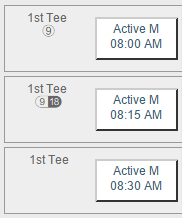 1st Tee
9
Active M
08:00 AM
1st Tee
9 18
Active M
08:15 AM
1st Tee
Active M
08:30 AM